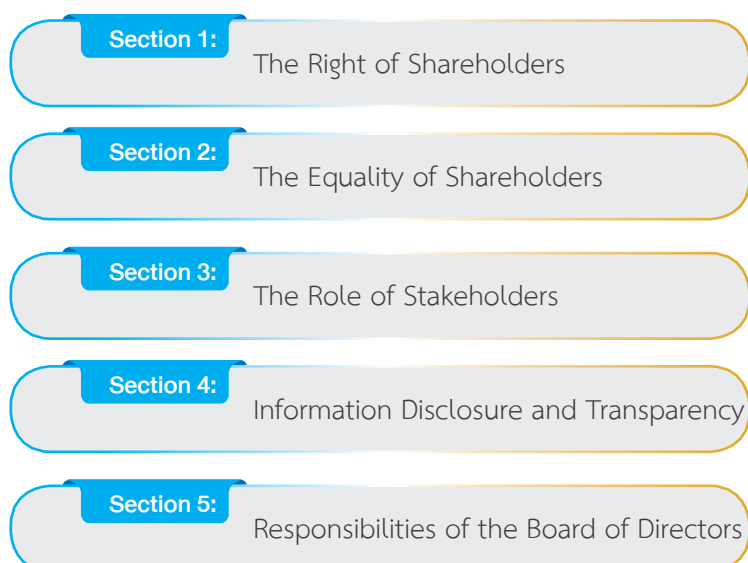 Section 1:
The Right of Shareholders
Section 2:
The Equality of Shareholders
Section 3:
The Role of Stakeholders
Section 4:
Information Disclosure and Transparency
Section 5:
Responsibilities of the Board of Directors